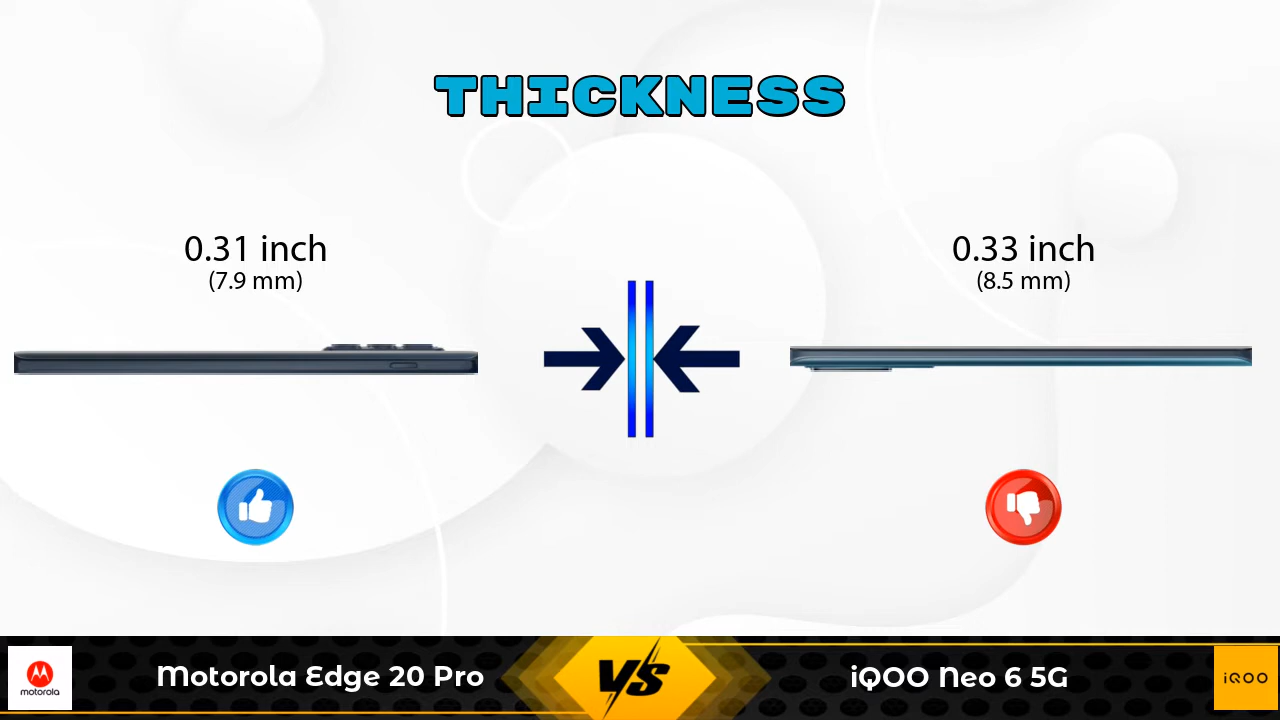 THICKNESS
0.31 inch
(7.9 mm)
0.33 inch
(8.5 mm)
motorola
Motorola Edge 20 Pro
VS
iQOO Neo 6 5G
iQOO